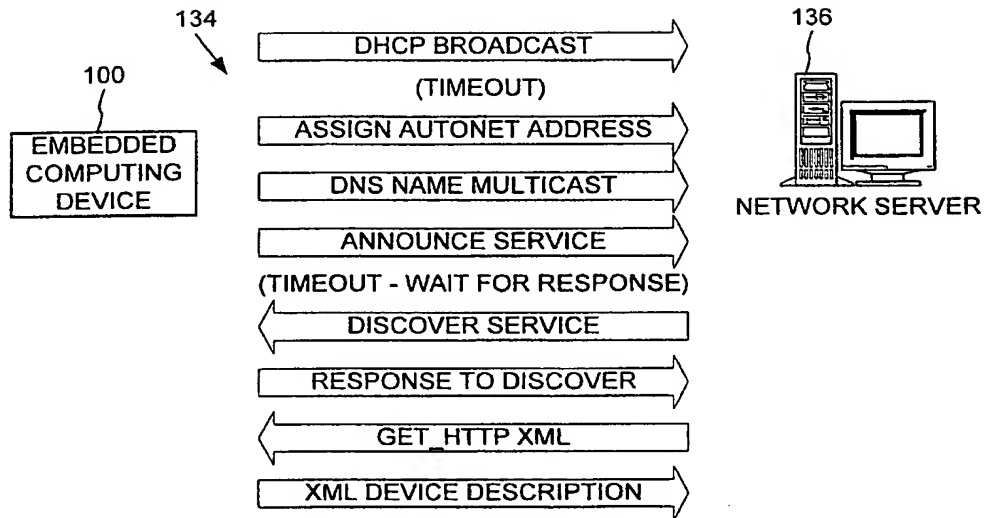 134
136
DHCP BROADCAST
(TIMEOUT)
100
EMBEDDED
COMPUTING
DEVICE
ASSIGN AUTONET ADDRESS
DNS NAME MULTICAST
NETWORK SERVER
ANNOUNCE SERVICE
(TIMEOUT - WAIT FOR RESPONSE)
DISCOVER SERVICE
RESPONSE TO DISCOVER
GET_HTTP XML
XML DEVICE DESCRIPTION